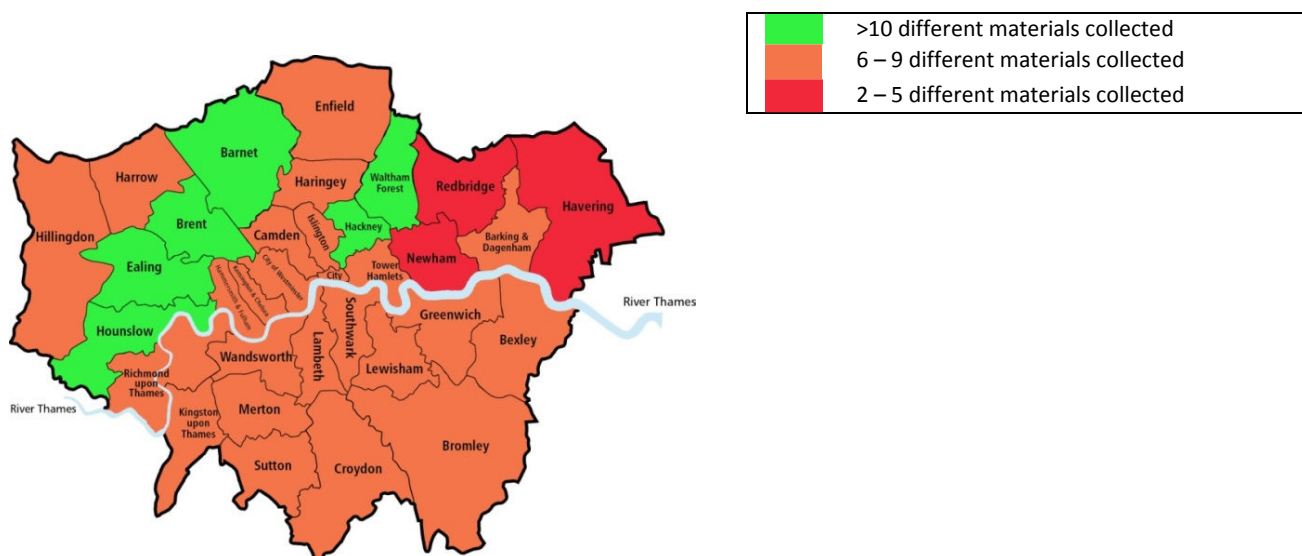 >10 different materials collected
6 – 9 different materials collected
2 – 5 different materials collected
Enfield
Barnet
Harrow
Haringey
Waltham
Forest
Redbridge
Havering
Hillingdon
Brent
Camden
Islington
Hackney
Barking &
Dagenham
Ealing
Newham
City of Westminster
Kensington & Chelsea
Hammersmith & Fulham
City
Tower
Hamlets
River Thames
Hounslow
Southwark
Greenwich
Bexley
Wandsworth
Lambeth
Lewisham
Richmond
upon
Thames
River Thames
Kingston
upon
Thames
Merton
Bromley
Sutton
Croydon